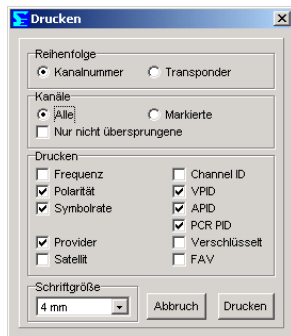 Drucken
Reihenfolge
Kanalnummer Transponder
Kanäle
Alle Markierte
Nur nicht übersprungene
Drucken
Frequenz Channel ID
Polarität VPID
Symbolrate APID
PCR PID
Provider Verschlüsselt
Satellit FAV
Schriftgröße
4 mm Abbruch Drucken